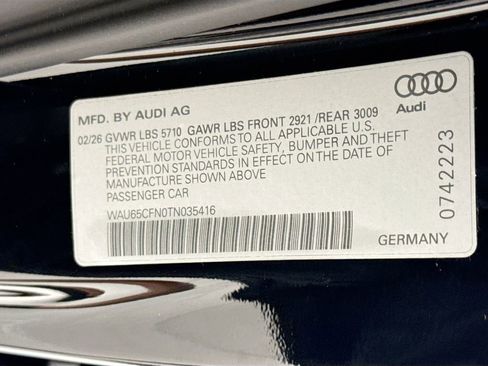 MFD. BY AUDI AG
02/26 GVWR LBS 5710 GAWR LBS FRONT 2921 /REAR 3009
THIS VEHICLE CONFORMS TO ALL APPLICABLE U.S.
FEDERAL MOTOR VEHICLE SAFETY, BUMPER AND THEFT
PREVENTION STANDARDS IN EFFECT ON THE DATE OF
MANUFACTURE SHOWN ABOVE
PASSENGER CAR
WAU65CFN0TN035416
Audi
0742223
GERMANY